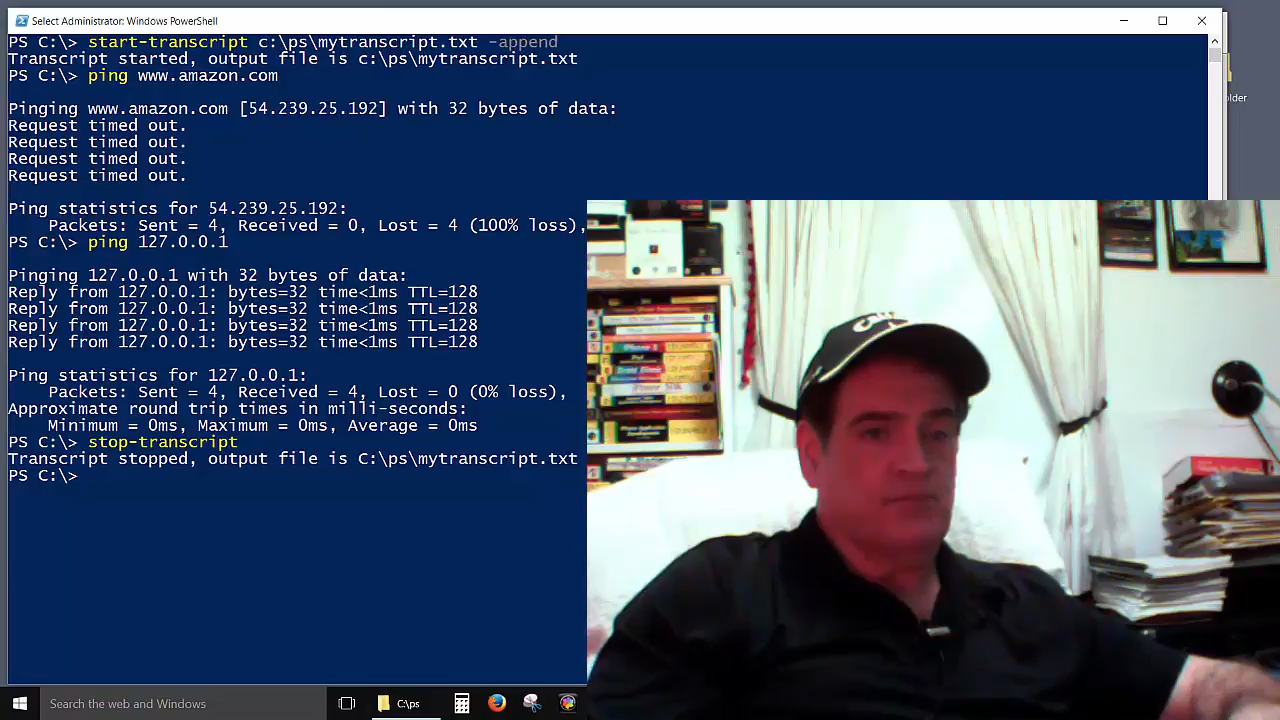 Select Administrator: Windows PowerShell
PS C:\> start-transcript c:\ps\mytranscript.txt -append
Transcript started, output file is c:\ps\mytranscript.txt
PS C:\> ping www.amazon.com
Pinging www.amazon.com [54.239.25.192] with 32 bytes of data:
Request timed out.
Request timed out.
Request timed out.
Request timed out.
Ping statistics for 54.239.25.192:
Packets: Sent = 4, Received = 0, Lost = 4 (100% loss),
PS C:\> ping 127.0.0.1
Pinging 127.0.0.1 with 32 bytes of data:
Reply from 127.0.0.1: bytes=32 time<1ms TTL=128
Reply from 127.0.0.1: bytes=32 time<1ms TTL=128
Reply from 127.0.0.1: bytes=32 time<1ms TTL=128
Reply from 127.0.0.1: bytes=32 time<1ms TTL=128
Ping statistics for 127.0.0.1:
Packets: Sent = 4, Received = 4, Lost = 0 (0% loss),
Approximate round trip times in milli-seconds:
Minimum = 0ms, Maximum = 0ms, Average = 0ms
PS C:\> stop-transcript
Transcript stopped, output file is C:\ps\mytranscript.txt
PS C:\>
older
Search the web and Windows
C:\ps